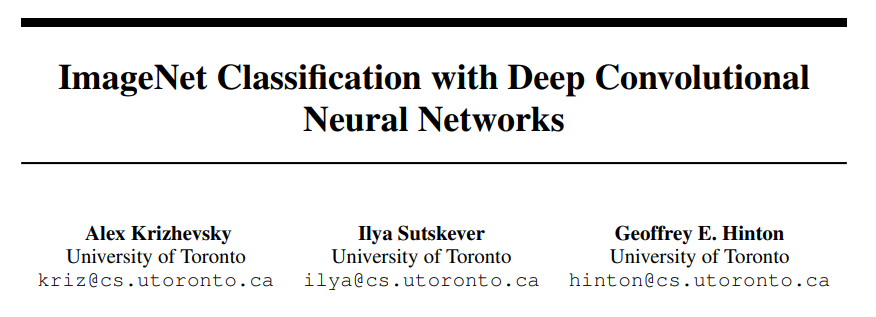 ImageNet Classification with Deep Convolutional
Neural Networks
Alex Krizhevsky
University of Toronto
kriz@cs.utoronto.ca
Ilya Sutskever
University of Toronto
ilya@cs.utoronto.ca
Geoffrey E. Hinton
University of Toronto
hinton@cs.utoronto.ca